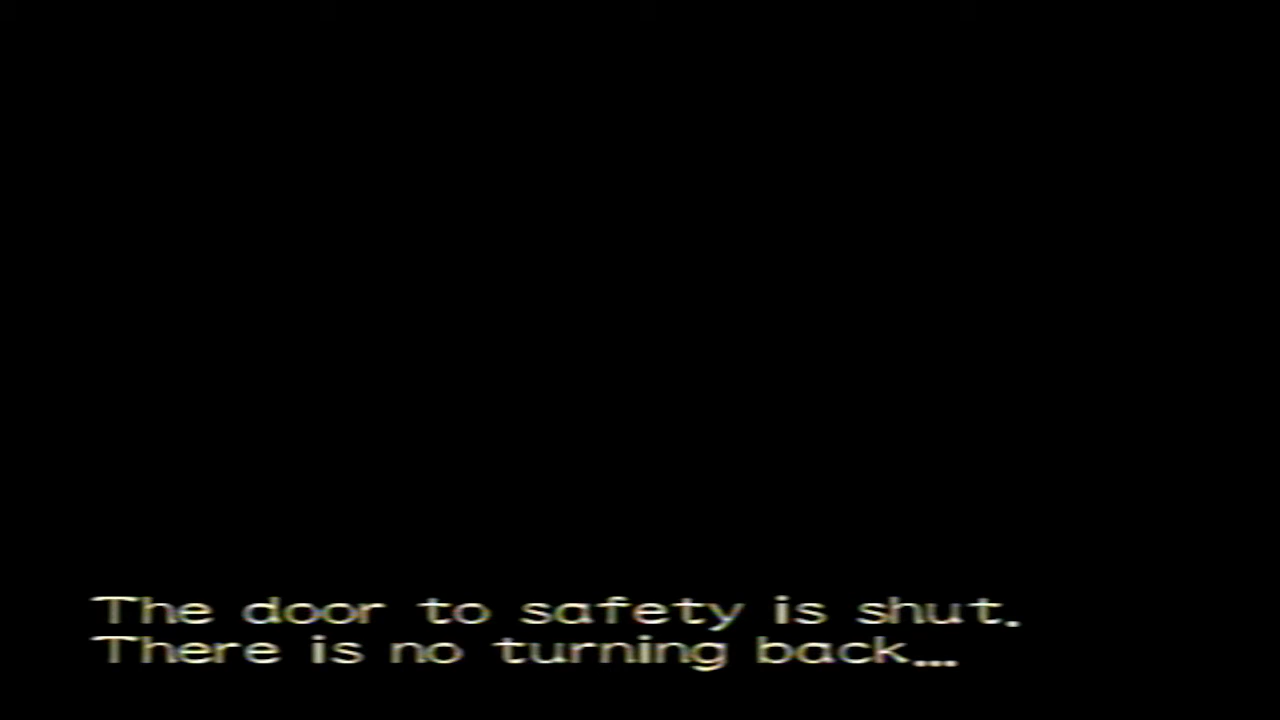 The door to safety is shut.
There is no turning back...